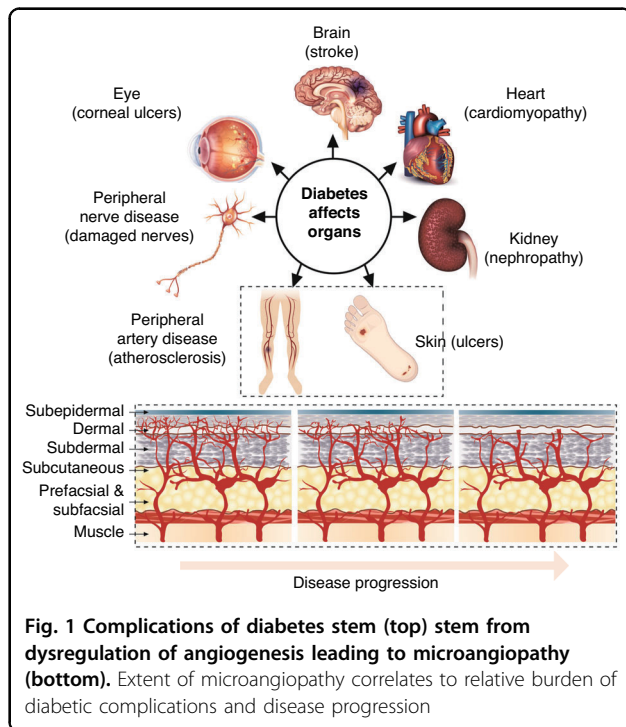 Brain
(stroke)
Eye
(corneal ulcers)
Heart
(cardiomyopathy)
Diabetes
affects
organs
Peripheral
nerve disease
(damaged nerves)
Kidney
(nephropathy)
Peripheral
artery disease
(atherosclerosis)
Skin (ulcers)
Subepidermal
Dermal
Subdermal
Subcutaneous
Prefacsial &
subfacsial
Muscle
Disease progression
Fig. 1 Complications of diabetes stem (top) stem from
dysregulation of angiogenesis leading to microangiopathy
(bottom). Extent of microangiopathy correlates to relative burden of
diabetic complications and disease progression